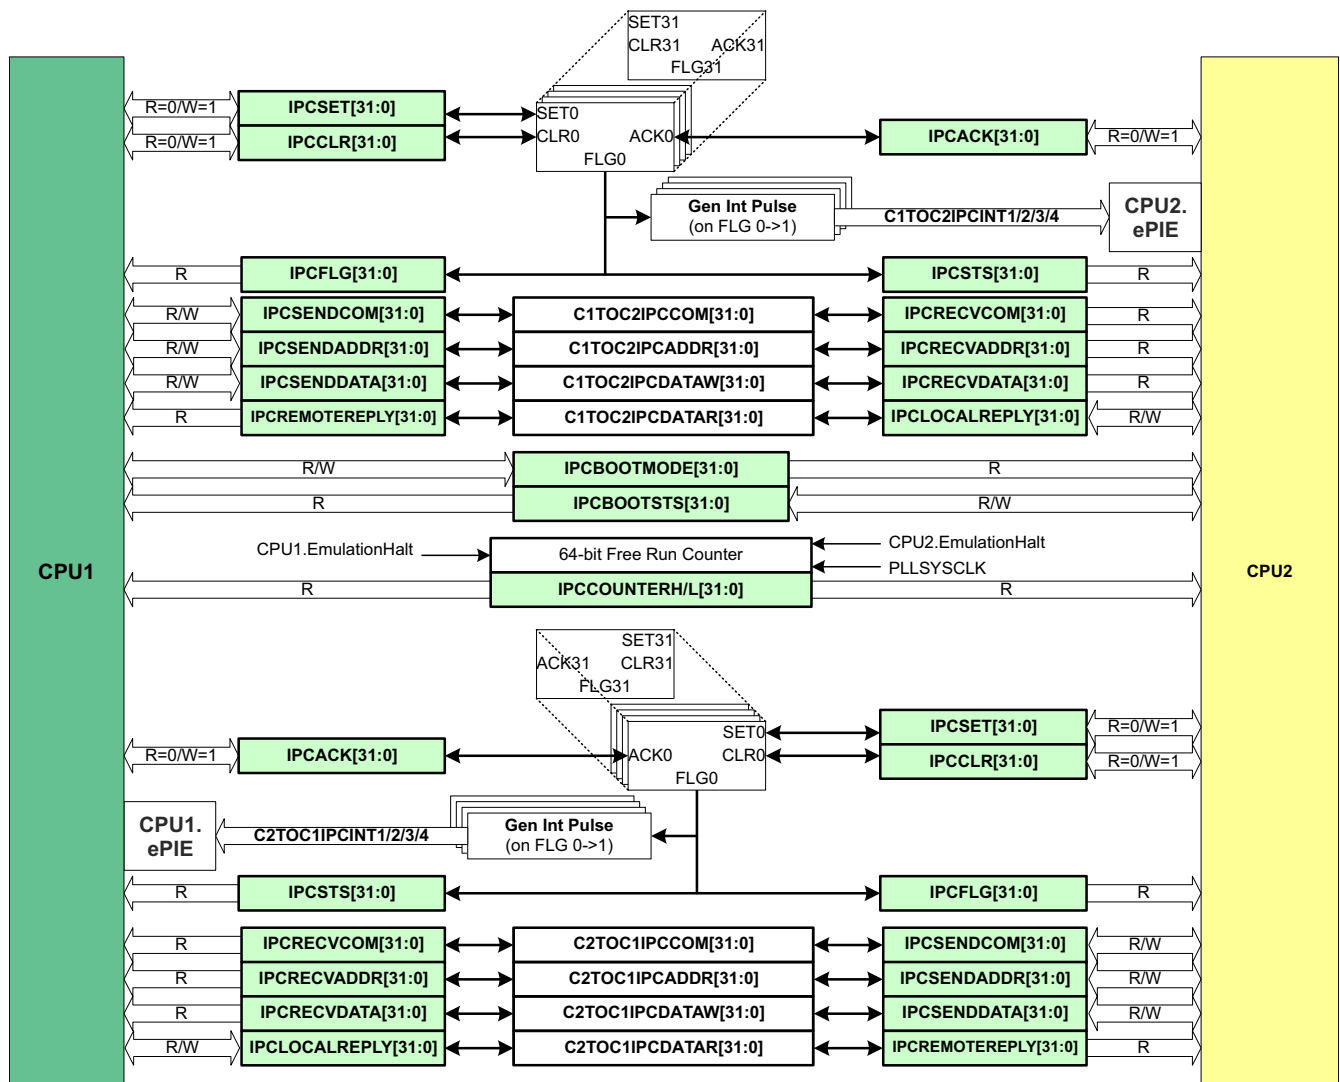 SET31
CLR31 ACK31
FLG31
R=0/W=1 IPCSET[31:0] SET0
R=0/W=1 IPCCLR[31:0] CLR0 ACK0 IPCACK[31:0] R=0/W=1
FLG0
Gen Int Pulse
(on FLG 0->1)
C1TOC2IPCINT1/2/3/4
CPU2.
ePIE
R IPCFLG[31:0] IPCSTS[31:0] R
R/W IPCSENDCOM[31:0] C1TOC2IPCCOM[31:0] IPCRECVCOM[31:0] R
R/W IPCSENDADDR[31:0] C1TOC2IPCADDR[31:0] IPCRECVADDR[31:0] R
R/W IPCSENDDATA[31:0] C1TOC2IPCDATAW[31:0] IPCRECVDATA[31:0] R
R IPCREMOTEREPLY[31:0] C1TOC2IPCDATAR[31:0] IPCLOCALREPLY[31:0] R/W
R/W IPCBOOTMODE[31:0] R
R IPCBOOTSTS[31:0] R/W
CPU1.EmulationHalt 64-bit Free Run Counter CPU2.EmulationHalt
PLLSYSCLK
CPU1
CPU2
R IPCCOUNTERH/L[31:0] R
SET31
ACK31 CLR31
FLG31
SET0 IPCSET[31:0] R=0/W=1
R=0/W=1 IPCACK[31:0] ACK0 CLR0 IPCCLR[31:0] R=0/W=1
FLG0
CPU1.
ePIE
C2TOC1IPCINT1/2/3/4
Gen Int Pulse
(on FLG 0->1)
R IPCSTS[31:0] IPCFLG[31:0] R
R IPCRECVCOM[31:0] C2TOC1IPCCOM[31:0] IPCSENDCOM[31:0] R/W
R IPCRECVADDR[31:0] C2TOC1IPCADDR[31:0] IPCSENDADDR[31:0] R/W
R IPCRECVDATA[31:0] C2TOC1IPCDATAW[31:0] IPCSENDDATA[31:0] R/W
R/W IPCLOCALREPLY[31:0] C2TOC1IPCDATAR[31:0] IPCREMOTEREPLY[31:0] R